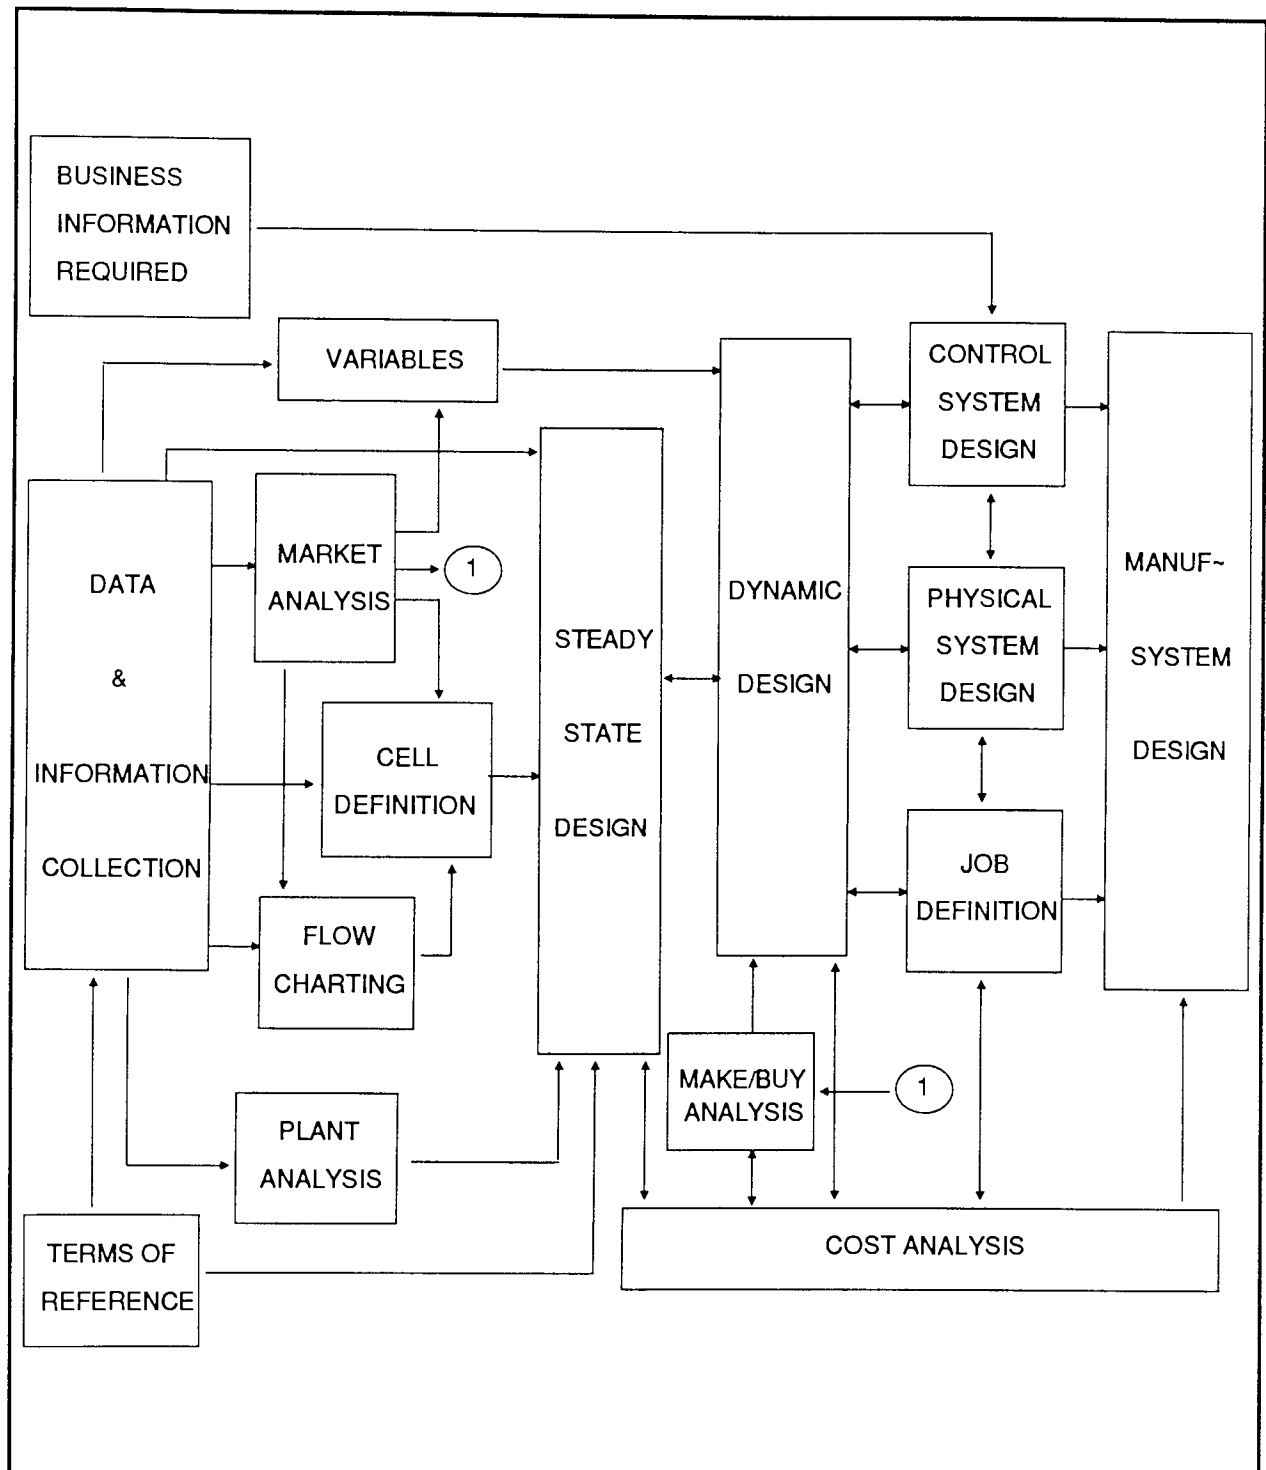 BUSINESS
INFORMATION
REQUIRED
VARIABLES
CONTROL
SYSTEM
DESIGN
DATA
&
INFORMATION
COLLECTION
MARKET
ANALYSIS
1
STEADY
STATE
DESIGN
DYNAMIC
DESIGN
PHYSICAL
SYSTEM
DESIGN
MANUF~
SYSTEM
DESIGN
CELL
DEFINITION
JOB
DEFINITION
FLOW
CHARTING
MAKE/BUY
ANALYSIS
1
PLANT
ANALYSIS
TERMS OF
REFERENCE
COST ANALYSIS